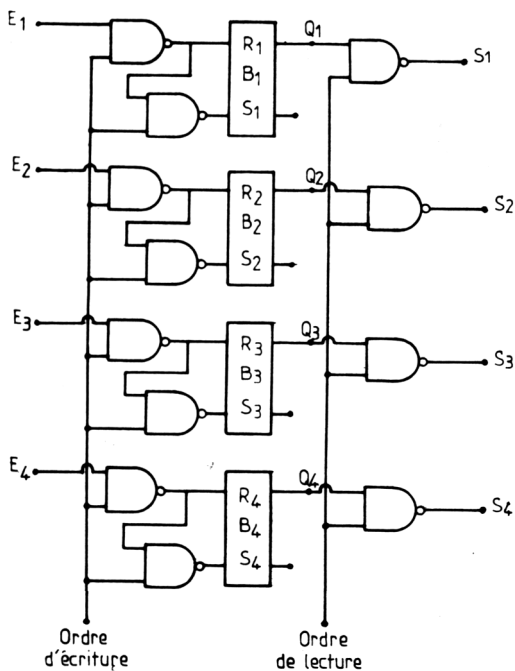 E1 R1 Q1 S1
B1
S1
E2 R2 Q2 S2
B2
S2
E3 R3 Q3 S3
B3
S3
E4 R4 Q4 S4
B4
S4
Ordre d'écriture
Ordre de lecture